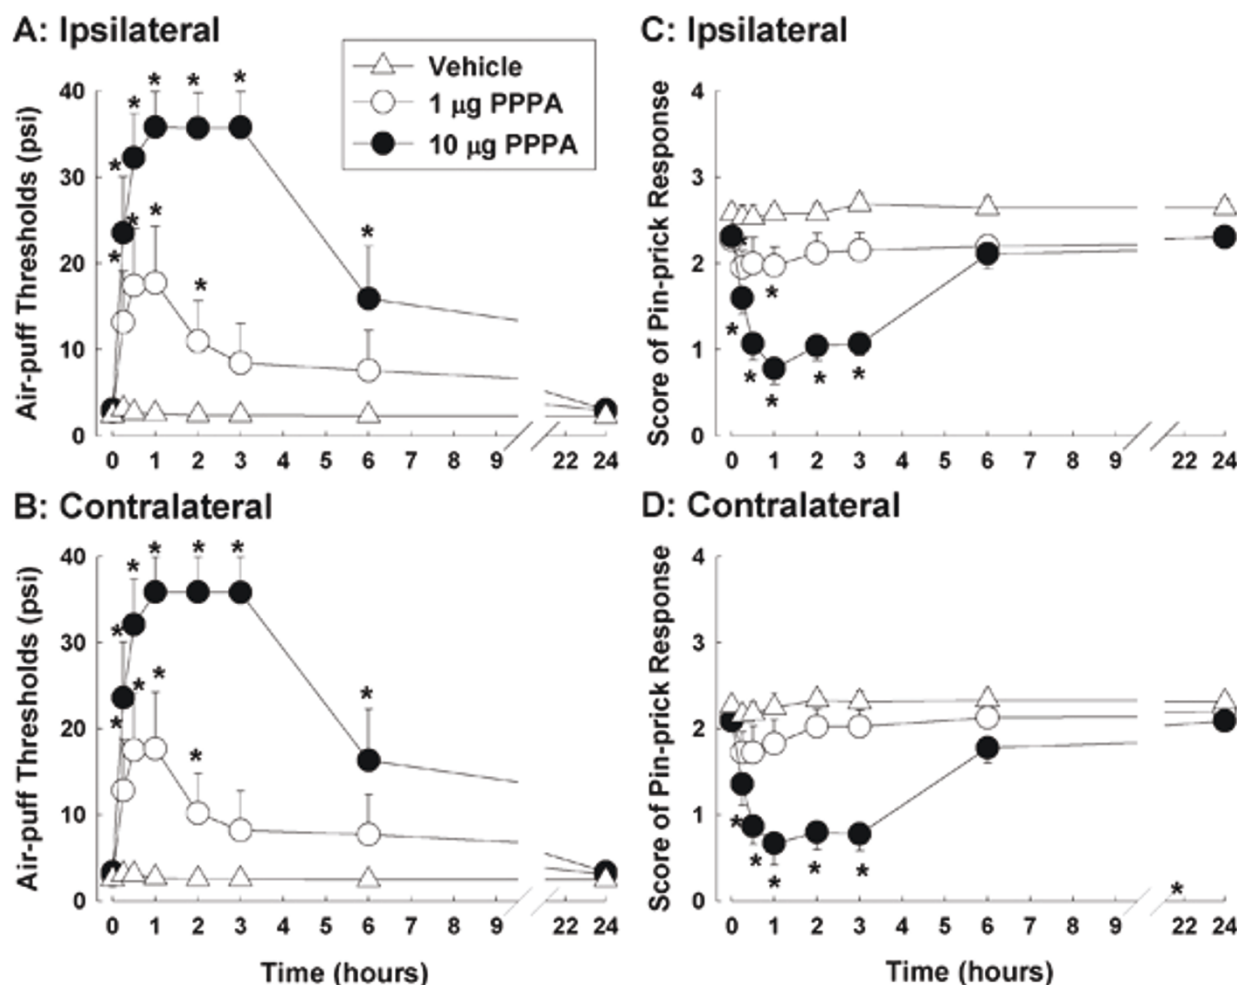 A: Ipsilateral
Vehicle
1 μg PPPA
10 μg PPPA
Air-puff Thresholds (psi)
40
30
20
10
0
* * * * * * * * * * *
0 1 2 3 4 5 6 7 8 9 22 24
C: Ipsilateral
Score of Pin-prick Response
4
3
2
1
0
* * * * * * *
0 1 2 3 4 5 6 7 8 9 22 24
B: Contralateral
Air-puff Thresholds (psi)
40
30
20
10
0
* * * * * * * * * *
0 1 2 3 4 5 6 7 8 9 22 24
Time (hours)
D: Contralateral
Score of Pin-prick Response
4
3
2
1
0
* * * * * *
0 1 2 3 4 5 6 7 8 9 22 24
Time (hours)